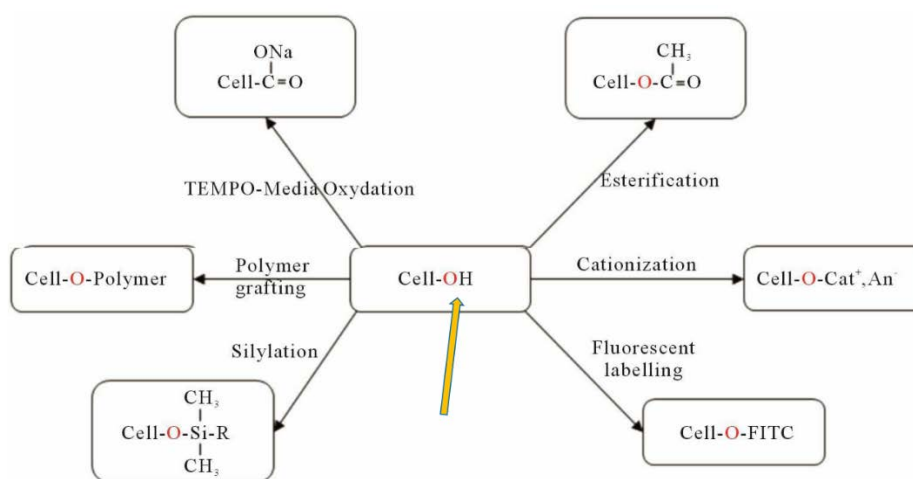 ONa
Cell-C=O
CH3
Cell-O-C=O
TEMPO-Media Oxydation
Esterification
Cell-O-Polymer
Polymer
grafting
Cell-OH
Cationization
Cell-O-Cat⁺,An⁻
Silylation
Fluorescent
labelling
CH3
Cell-O-Si-R
CH3
Cell-O-FITC